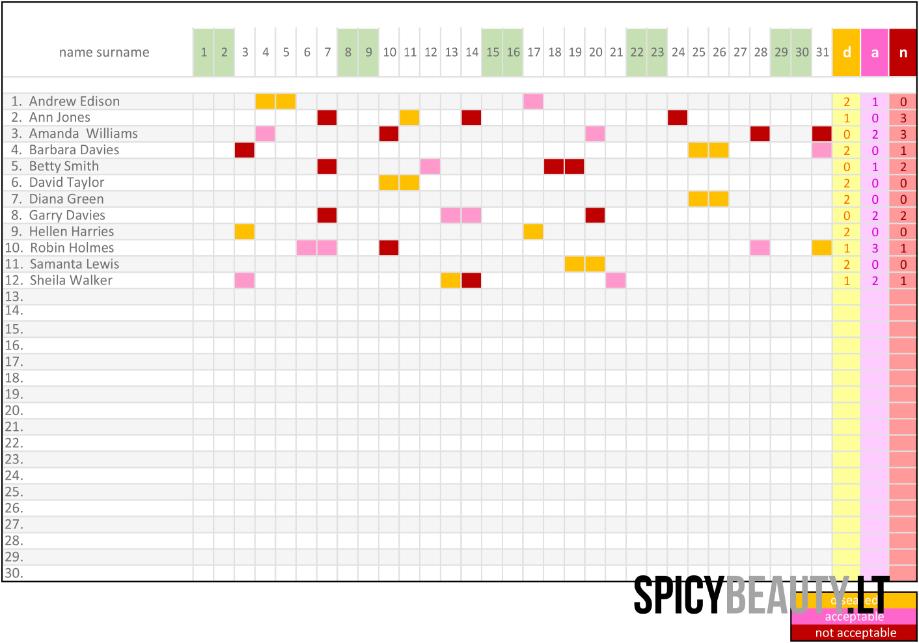 name surname 1 2 3 4 5 6 7 8 9 10 11 12 13 14 15 16 17 18 19 20 21 22 23 24 25 26 27 28 29 30 31 d a n
1. Andrew Edison 2 1 0
2. Ann Jones 1 0 3
3. Amanda Williams 0 2 3
4. Barbara Davies 2 0 1
5. Betty Smith 0 1 2
6. David Taylor 2 0 0
7. Diana Green 2 0 0
8. Garry Davies 0 2 2
9. Hellen Harries 2 0 0
10. Robin Holmes 1 3 1
11. Samanta Lewis 2 0 0
12. Sheila Walker 1 2 1
13.
14.
15.
16.
17.
18.
19.
20.
21.
22.
23.
24.
25.
26.
27.
28.
29.
30.
SPICYBEAUTY.LT
acceptable
not acceptable